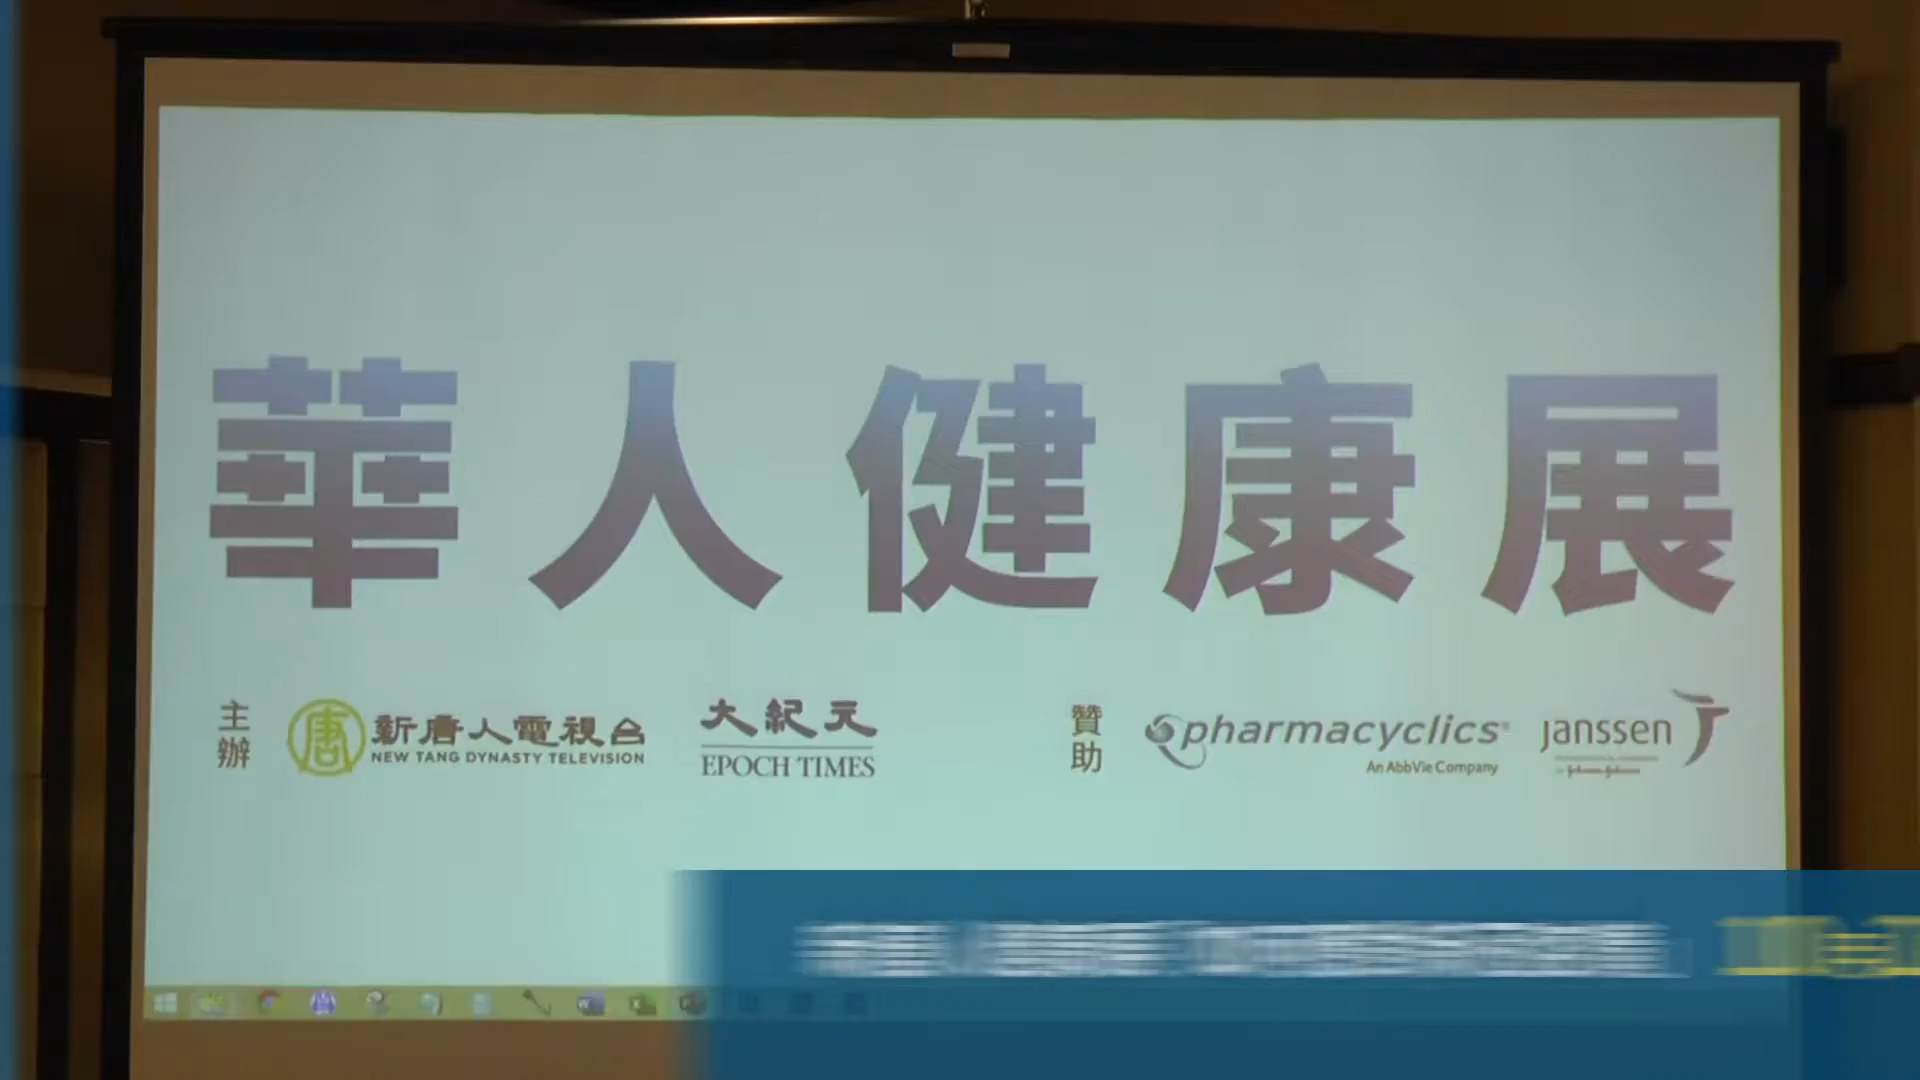 華人健康展
主辦
新唐人電視台
NEW TANG DYNASTY TELEVISION
大紀元
EPOCH TIMES
贊助
pharmacyclics®
An AbbVie Company
janssen